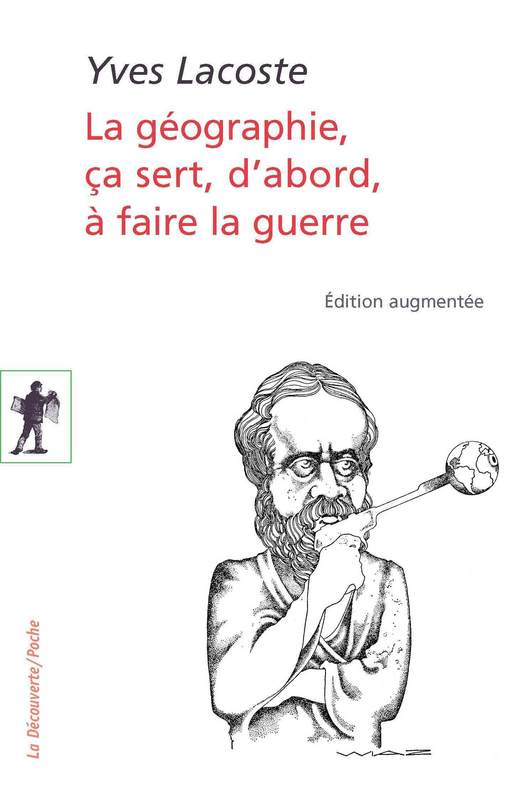 Yves Lacoste
La géographie,
ça sert, d’abord,
à faire la guerre
Édition augmentée
La Découverte/Poche
WIAZ